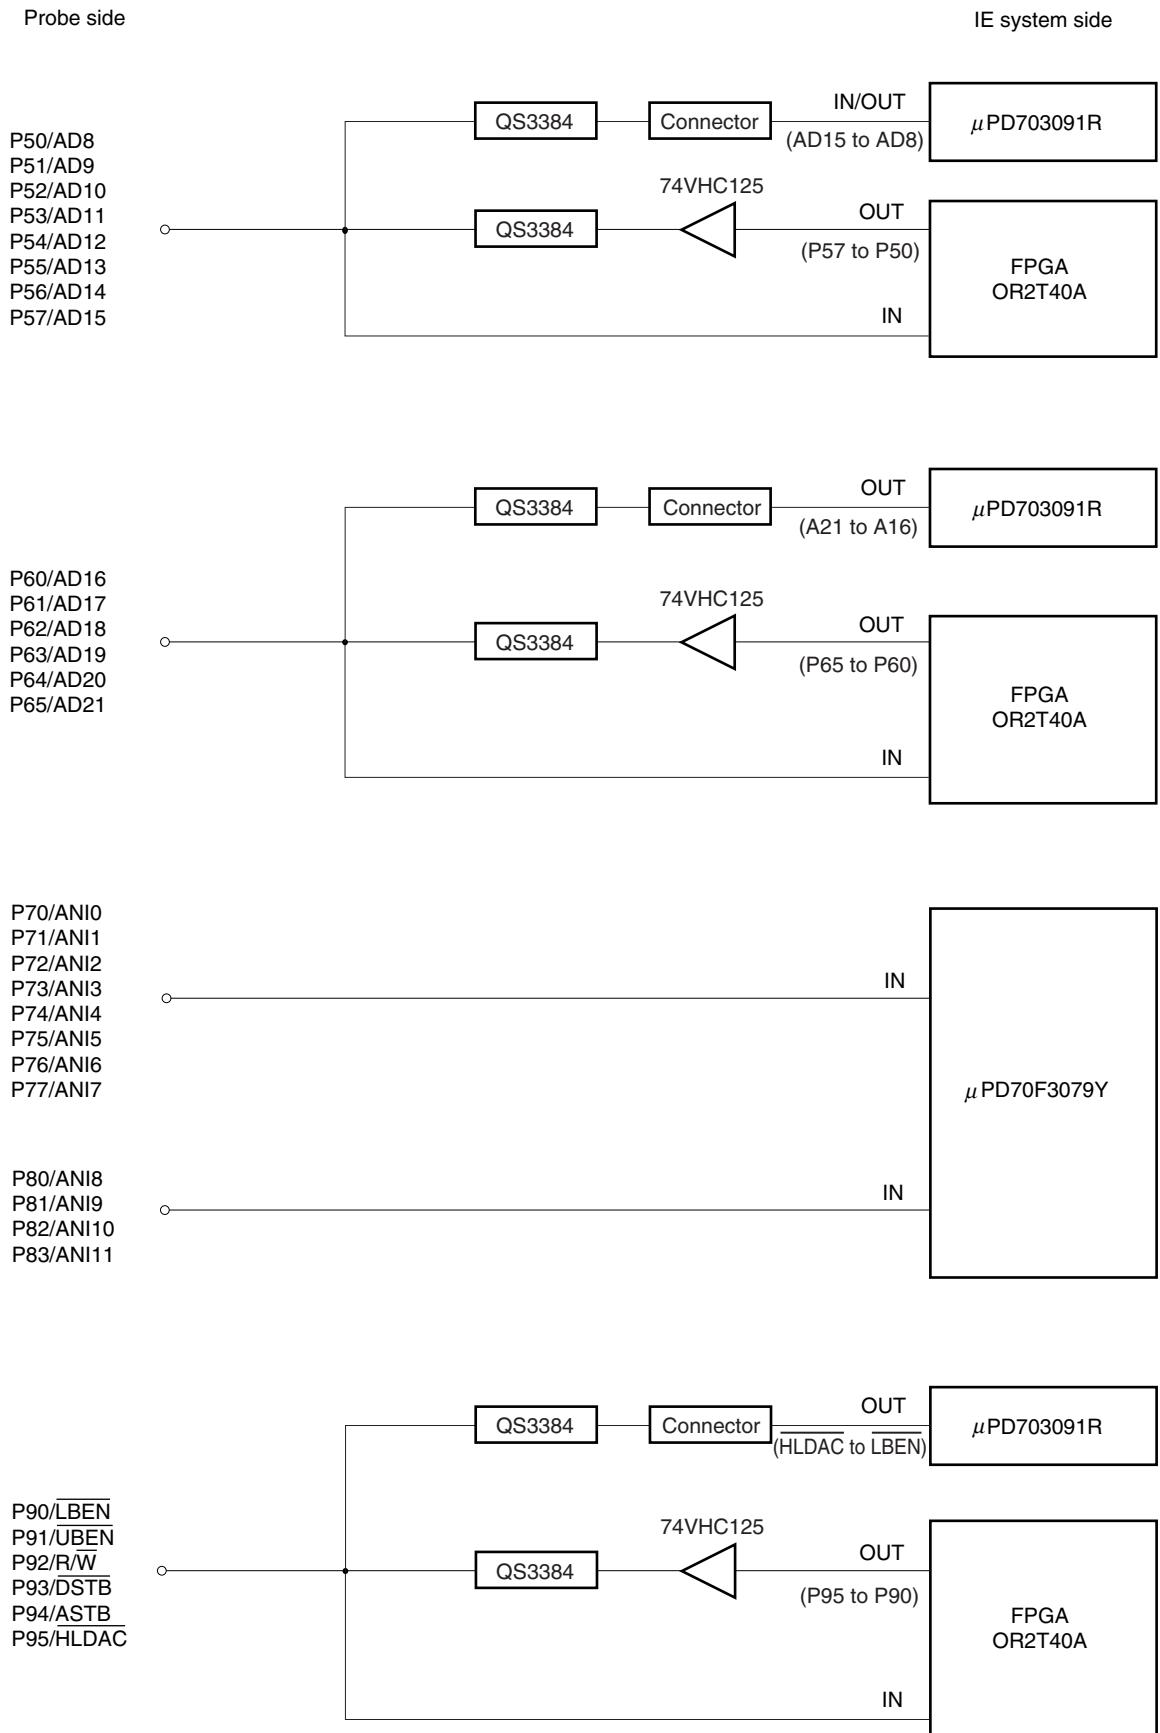 Probe side
IE system side
P50/AD8
P51/AD9
P52/AD10
P53/AD11
P54/AD12
P55/AD13
P56/AD14
P57/AD15
QS3384
Connector
IN/OUT
(AD15 to AD8)
μPD703091R
QS3384
74VHC125
OUT
(P57 to P50)
IN
FPGA
OR2T40A
P60/AD16
P61/AD17
P62/AD18
P63/AD19
P64/AD20
P65/AD21
QS3384
Connector
OUT
(A21 to A16)
μPD703091R
QS3384
74VHC125
OUT
(P65 to P60)
IN
FPGA
OR2T40A
P70/ANI0
P71/ANI1
P72/ANI2
P73/ANI3
P74/ANI4
P75/ANI5
P76/ANI6
P77/ANI7
IN
P80/ANI8
P81/ANI9
P82/ANI10
P83/ANI11
IN
μPD70F3079Y
P90/L̅B̅E̅N̅
P91/U̅B̅E̅N̅
P92/R/W̅
P93/D̅S̅T̅B̅
P94/ASTB
P95/H̅L̅D̅A̅C̅
QS3384
Connector
OUT
(H̅L̅D̅A̅C̅ to L̅B̅E̅N̅)
μPD703091R
QS3384
74VHC125
OUT
(P95 to P90)
IN
FPGA
OR2T40A